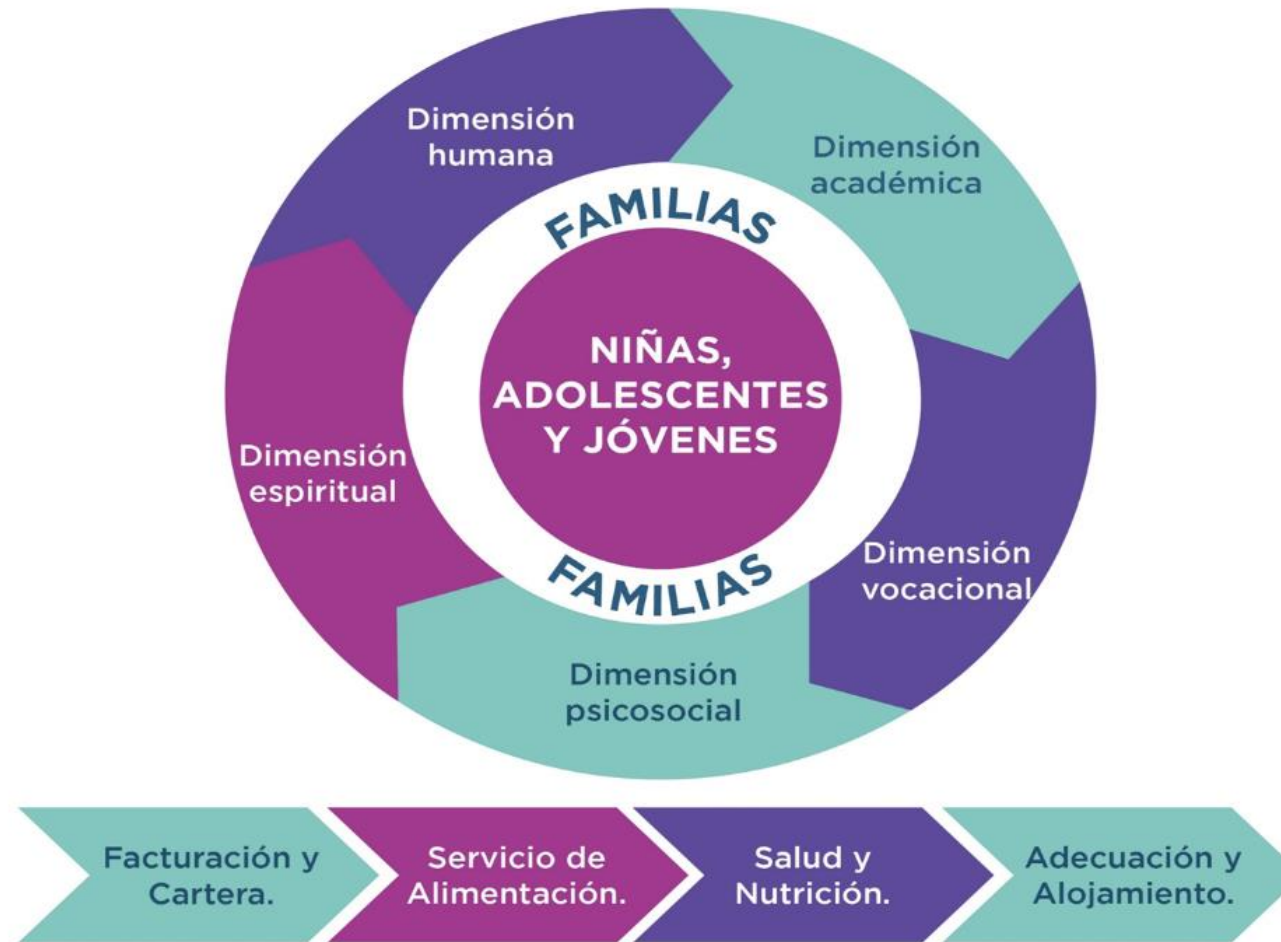 Dimensión
humana
Dimensión
académica
FAMILIAS
NIÑAS,
ADOLESCENTES
Y JÓVENES
Dimensión
espiritual
Dimensión
vocacional
FAMILIAS
Dimensión
psicosocial
Facturación y
Cartera.
Servicio de
Alimentación.
Salud y
Nutrición.
Adecuación y
Alojamiento.